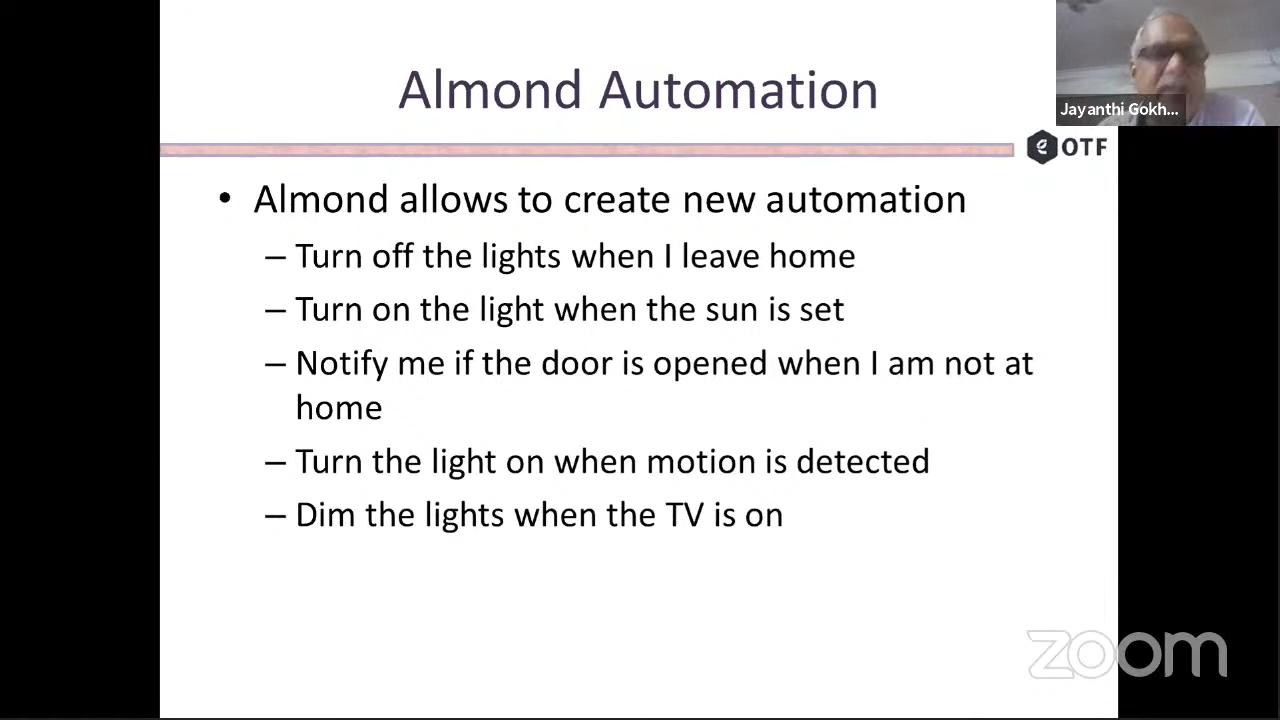 Almond Automation
Jayanthi Gokh...
OTF
• Almond allows to create new automation
– Turn off the lights when I leave home
– Turn on the light when the sun is set
– Notify me if the door is opened when I am not at
home
– Turn the light on when motion is detected
– Dim the lights when the TV is on
zoom